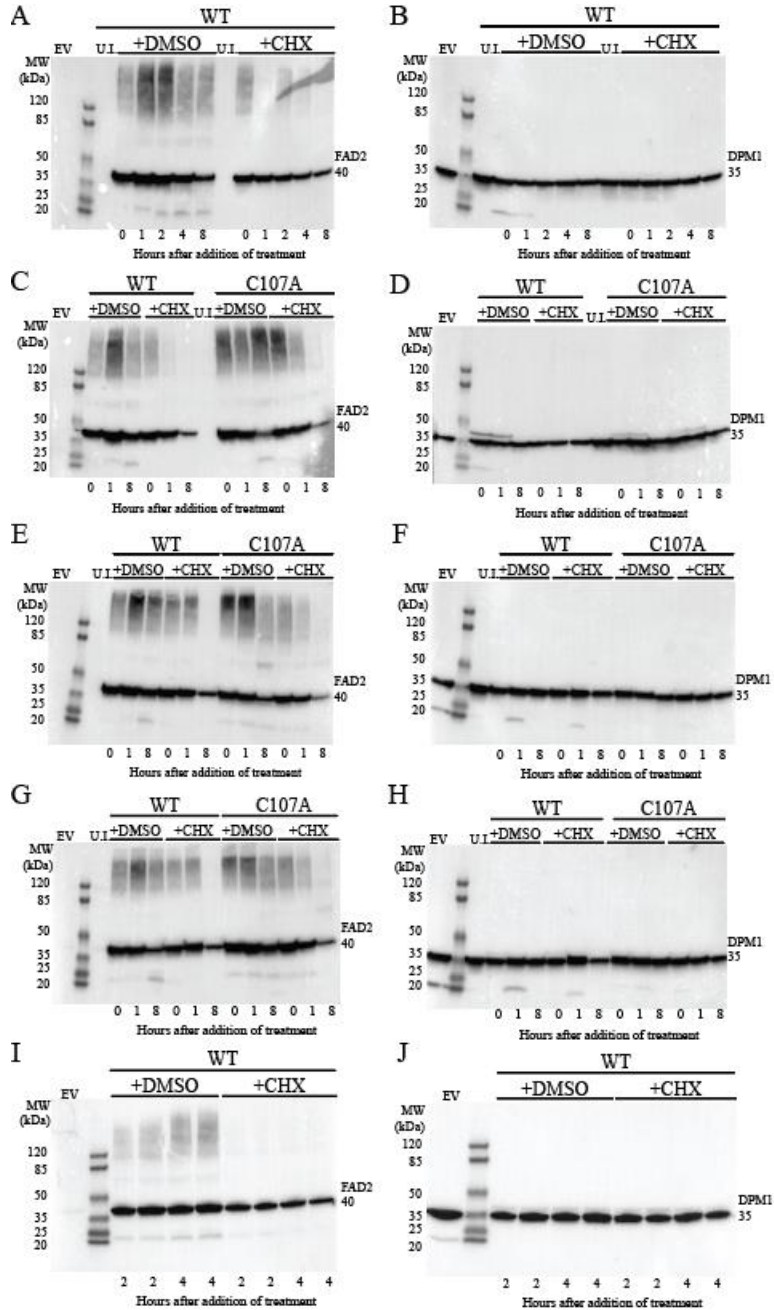 A
WT
EV U.I. +DMSO U.I. +CHX
MW
(kDa)
120
85
50
35
25
20
FAD2
40
0 1 2 4 8 0 1 2 4 8
Hours after addition of treatment
B
WT
EV U.I. +DMSO U.I. +CHX
MW
(kDa)
120
85
50
35
25
20
DPM1
35
0 1 2 4 8 0 1 2 4 8
Hours after addition of treatment
C
WT C107A
EV +DMSO +CHX U.I. +DMSO +CHX
MW
(kDa)
120
85
50
35
25
20
FAD2
40
0 1 8 0 1 8 0 1 8 0 1 8
Hours after addition of treatment
D
WT C107A
EV +DMSO +CHX U.I. +DMSO +CHX
MW
(kDa)
120
85
50
35
25
20
DPM1
35
0 1 8 0 1 8 0 1 8 0 1 8
Hours after addition of treatment
E
WT C107A
EV U.I. +DMSO +CHX +DMSO +CHX
MW
(kDa)
120
85
50
35
25
20
FAD2
40
0 1 8 0 1 8 0 1 8 0 1 8
Hours after addition of treatment
F
WT C107A
EV U.I. +DMSO +CHX +DMSO +CHX
MW
(kDa)
120
85
50
35
25
20
DPM1
35
0 1 8 0 1 8 0 1 8 0 1 8
Hours after addition of treatment
G
WT C107A
EV U.I. +DMSO +CHX +DMSO +CHX
MW
(kDa)
120
85
50
35
25
20
FAD2
40
0 1 8 0 1 8 0 1 8 0 1 8
Hours after addition of treatment
H
WT C107A
EV U.I. +DMSO +CHX +DMSO +CHX
MW
(kDa)
120
85
50
35
25
20
DPM1
35
0 1 8 0 1 8 0 1 8 0 1 8
Hours after addition of treatment
I
WT
EV +DMSO +CHX
MW
(kDa)
120
85
50
35
25
20
FAD2
40
2 2 4 4 2 2 4 4
Hours after addition of treatment
J
WT
EV +DMSO +CHX
MW
(kDa)
120
85
50
35
25
20
DPM1
35
2 2 4 4 2 2 4 4
Hours after addition of treatment